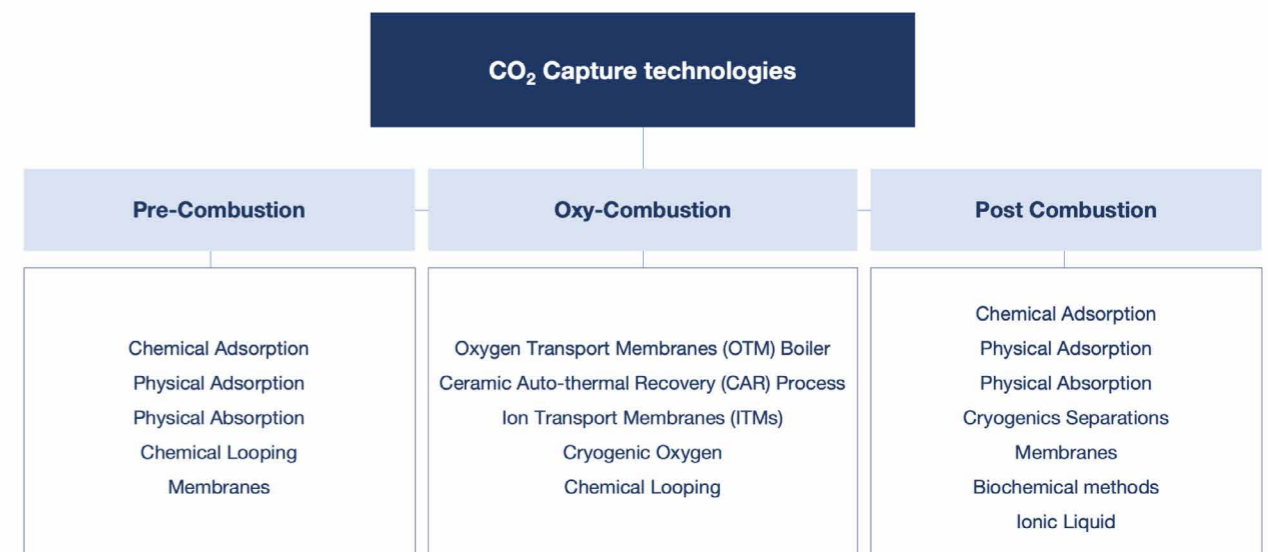 CO₂ Capture technologies
Pre-Combustion
Oxy-Combustion
Post Combustion
Chemical Adsorption
Physical Adsorption
Physical Absorption
Chemical Looping
Membranes
Oxygen Transport Membranes (OTM) Boiler
Ceramic Auto-thermal Recovery (CAR) Process
Ion Transport Membranes (ITMs)
Cryogenic Oxygen
Chemical Looping
Chemical Adsorption
Physical Adsorption
Physical Absorption
Cryogenics Separations
Membranes
Biochemical methods
Ionic Liquid